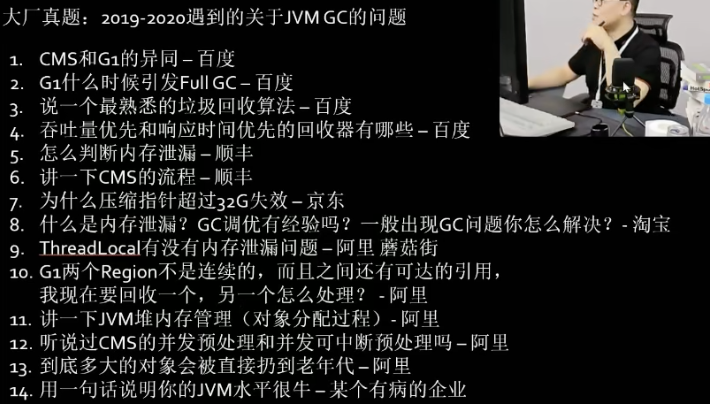 大厂真题：2019-2020遇到的关于JVM GC的问题
1. CMS和G1的异同 – 百度
2. G1什么时候引发Full GC – 百度
3. 说一个最熟悉的垃圾回收算法 – 百度
4. 吞吐量优先和响应时间优先的回收器有哪些 – 百度
5. 怎么判断内存泄漏 – 顺丰
6. 讲一下CMS的流程 – 顺丰
7. 为什么压缩指针超过32G失效 – 京东
8. 什么是内存泄漏？GC调优有经验吗？一般出现GC问题你怎么解决？- 淘宝
9. ThreadLocal有没有内存泄漏问题 – 阿里 蘑菇街
10. G1两个Region不是连续的，而且之间还有可达的引用，
我现在要回收一个，另一个怎么处理？ - 阿里
11. 讲一下JVM堆内存管理（对象分配过程）- 阿里
12. 听说过CMS的并发预处理和并发可中断预处理吗 – 阿里
13. 到底多大的对象会被直接扔到老年代 – 阿里
14. 用一句话说明你的JVM水平很牛 – 某个有病的企业